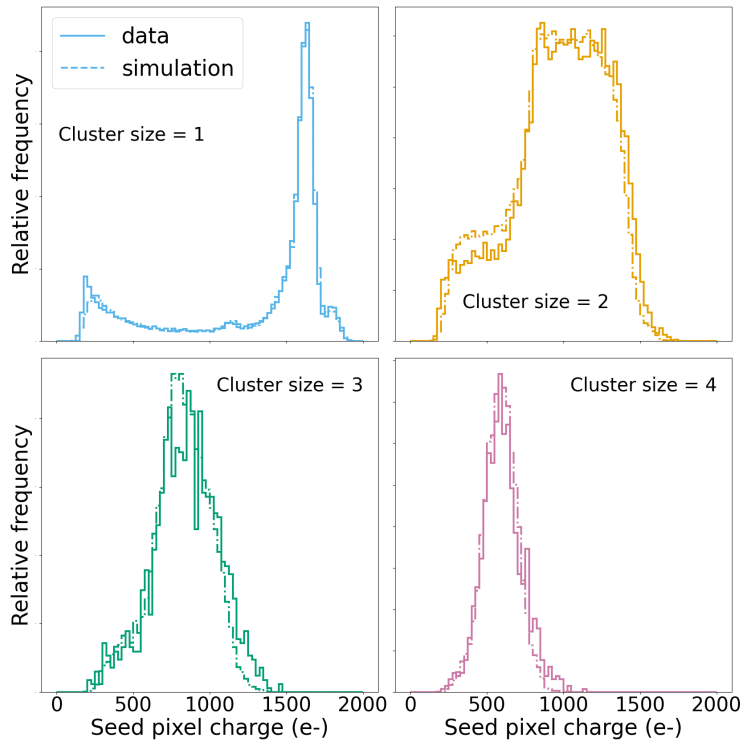 data
simulation
Cluster size = 1
Relative frequency
Cluster size = 2
Cluster size = 3
Cluster size = 4
Relative frequency
0 500 1000 1500 2000
0 500 1000 1500 2000
Seed pixel charge (e-)
Seed pixel charge (e-)